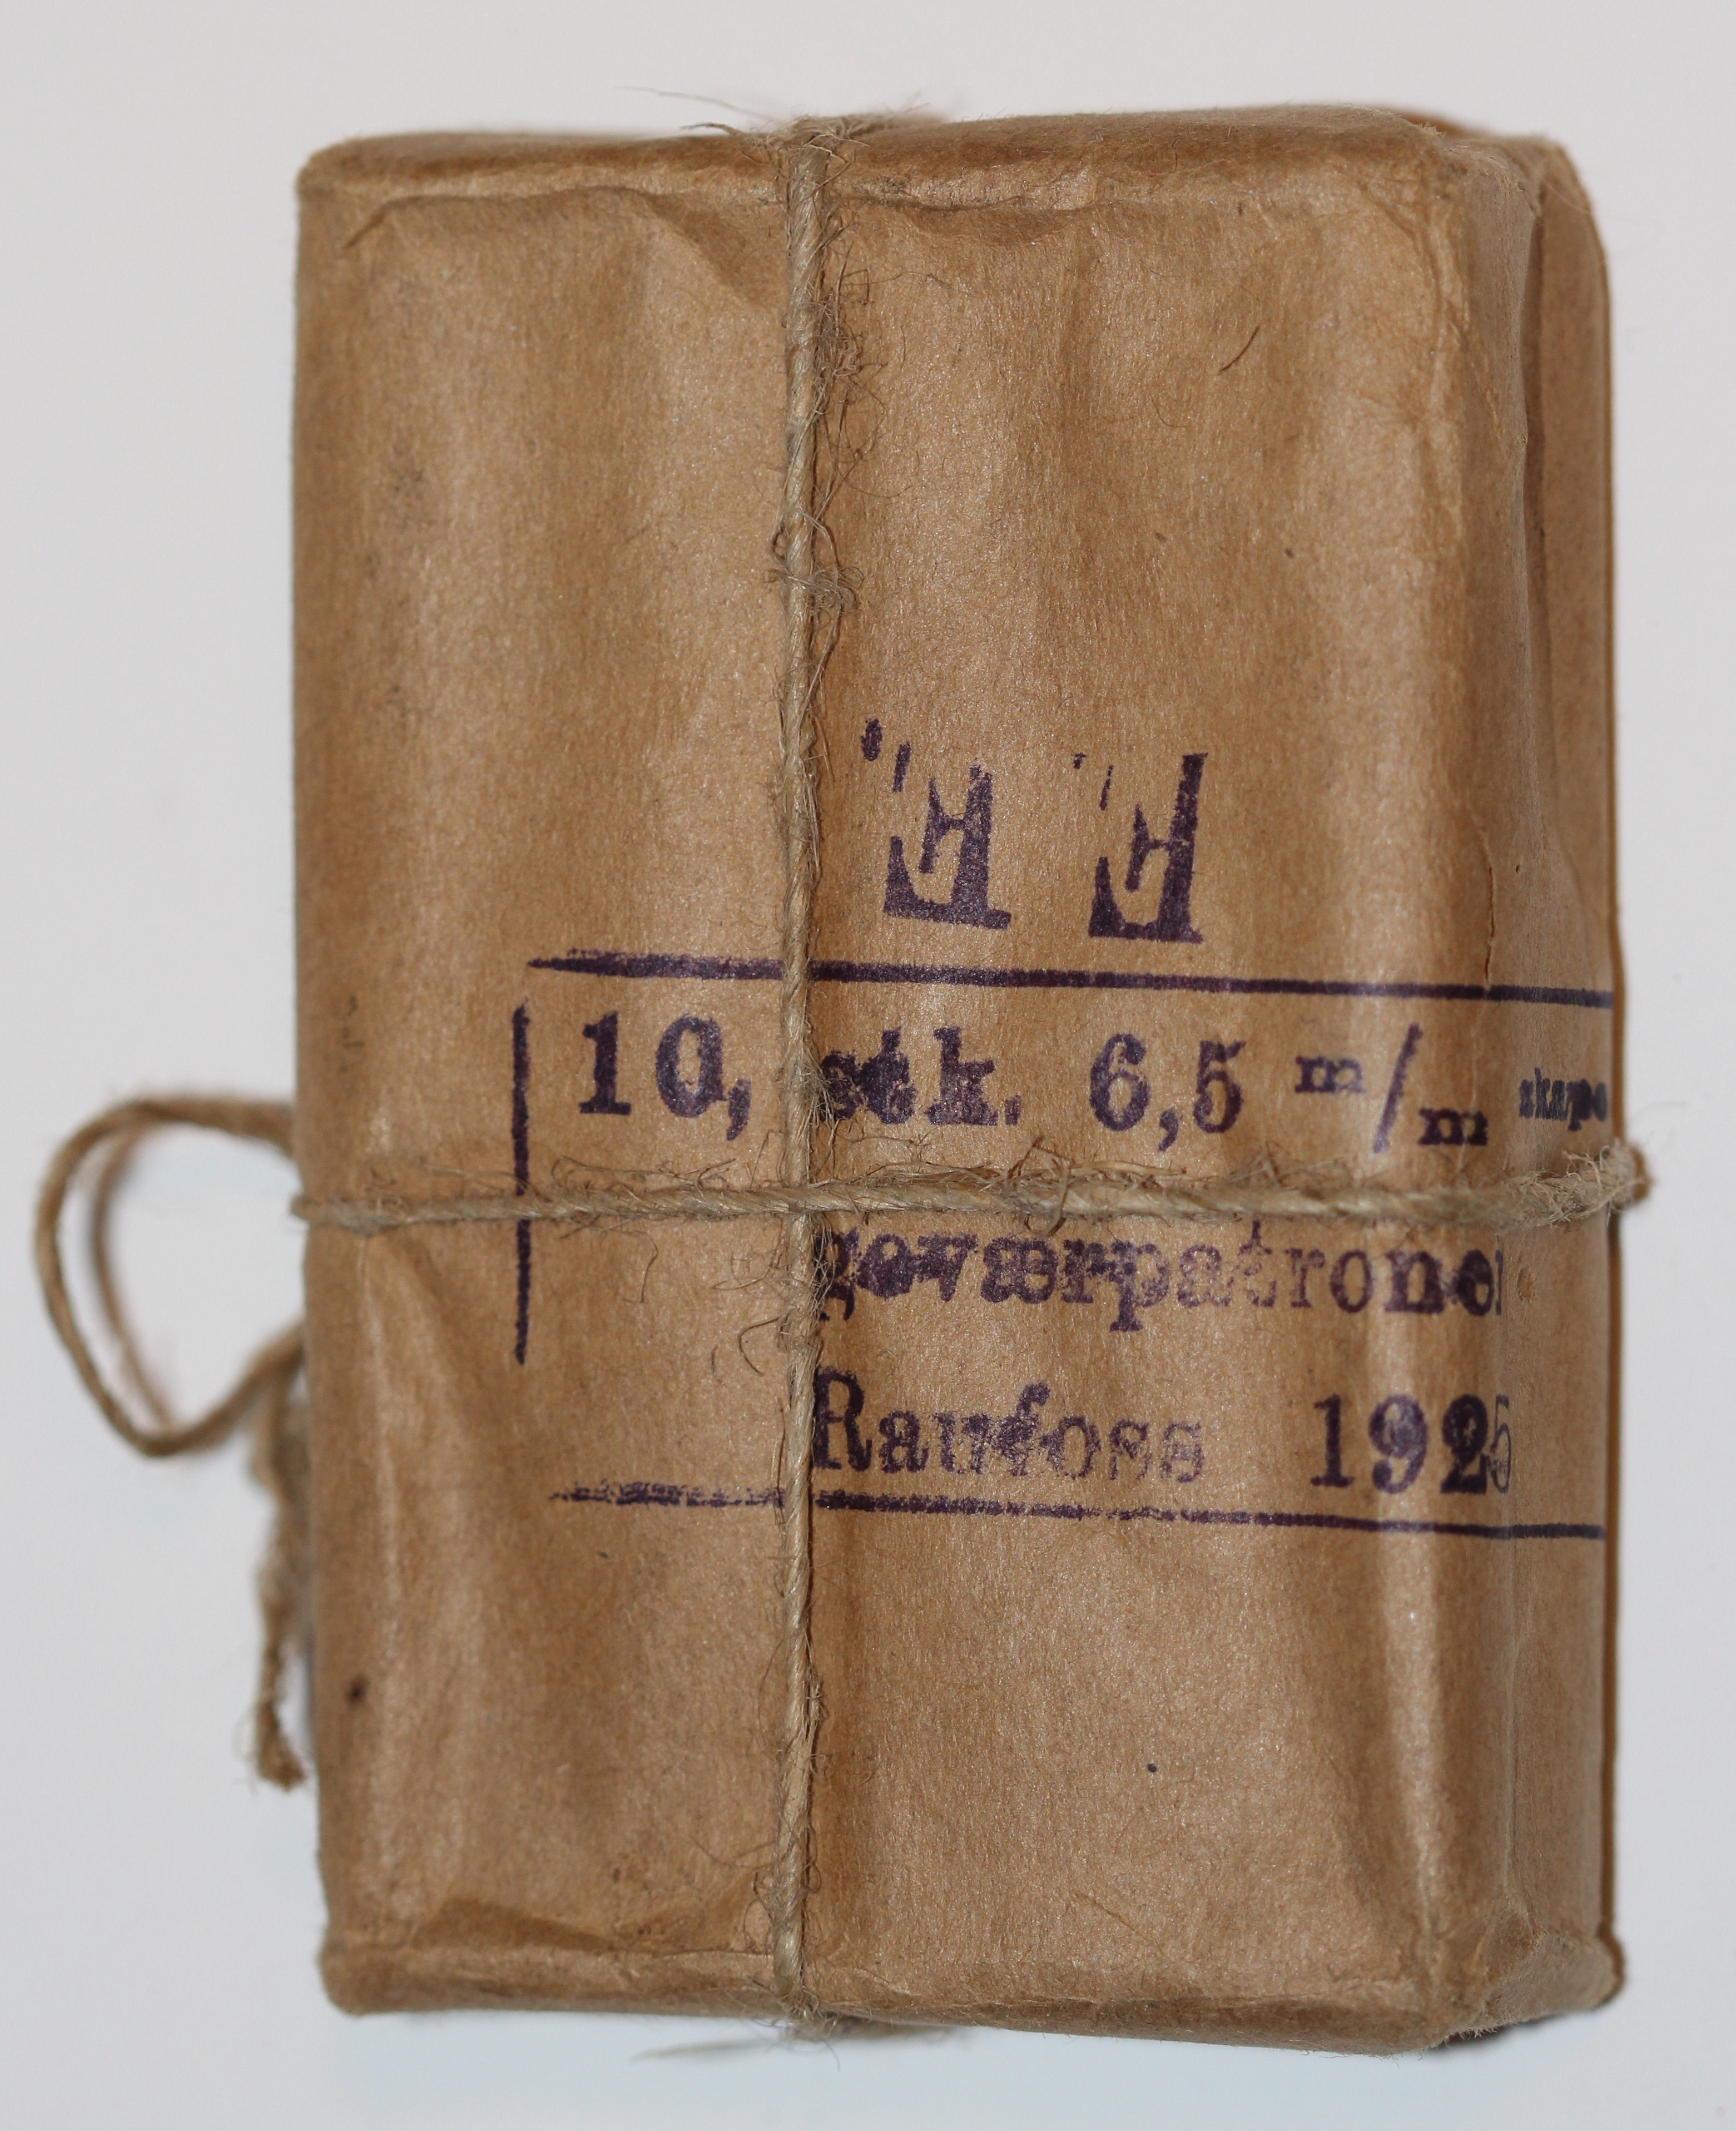 F. F.
10, stk. 6,5 m/m skarpe
geværpatroner
Raufoss 1925